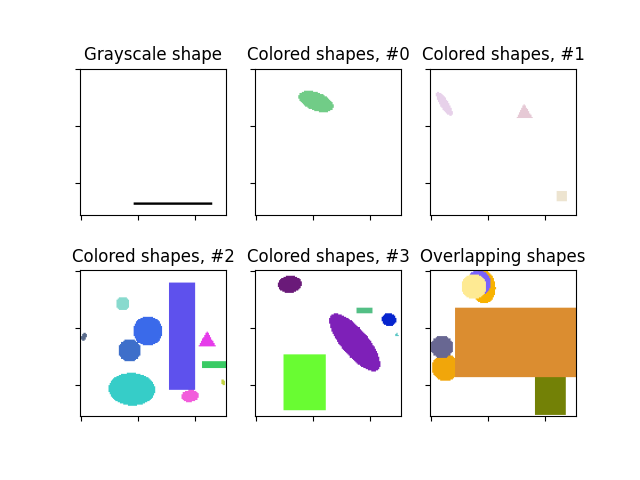 Grayscale shape
Colored shapes, #0
Colored shapes, #1
Colored shapes, #2
Colored shapes, #3
Overlapping shapes